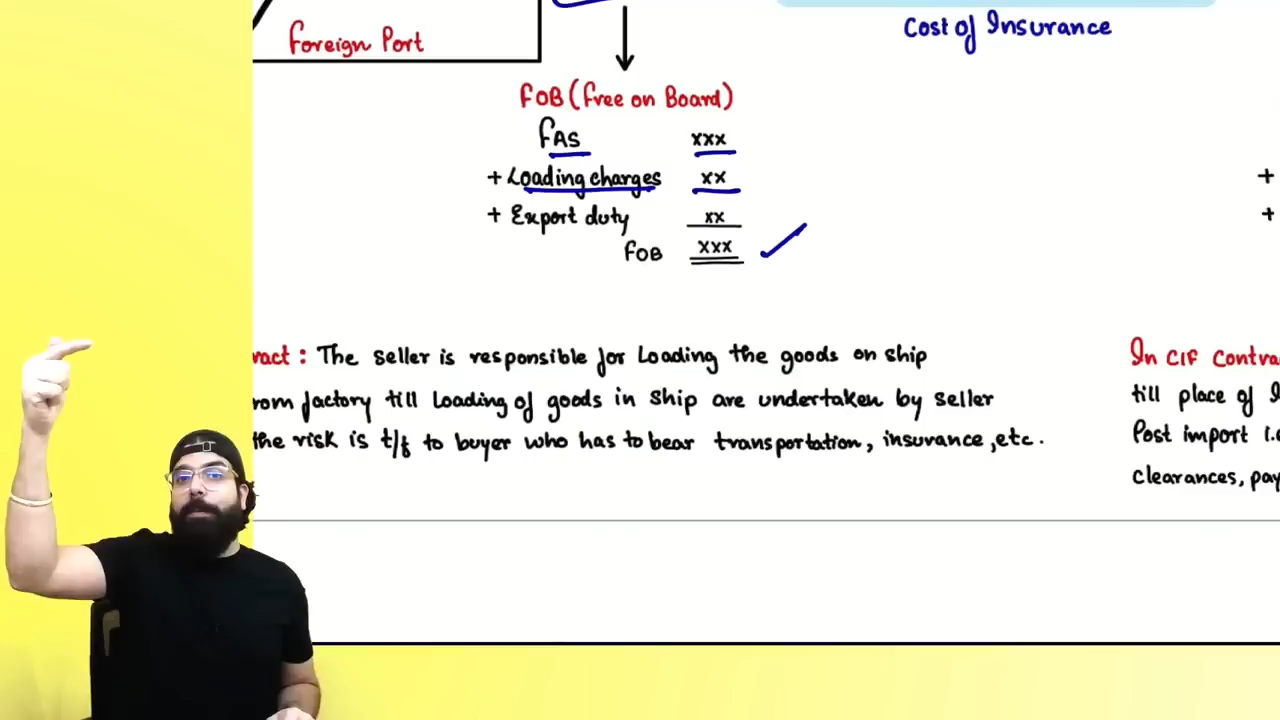 Foreign Port
Cost of Insurance
FOB (Free on Board)
FAS xxx
+ Loading charges xx
+ Export duty xx
FOB xxx
ract : The seller is responsible for Loading the goods on ship
rom factory till Loading of goods in Ship are undertaken by seller
the risk is t/f to buyer who has to bear transportation, insurance, etc.
+
+
In CIF Contra
till place of
Post import i.e
clearances, pay